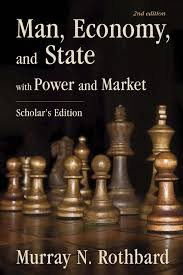 2nd edition
Man, Economy,
and State
with Power and Market
Scholar's Edition
Murray N. Rothbard